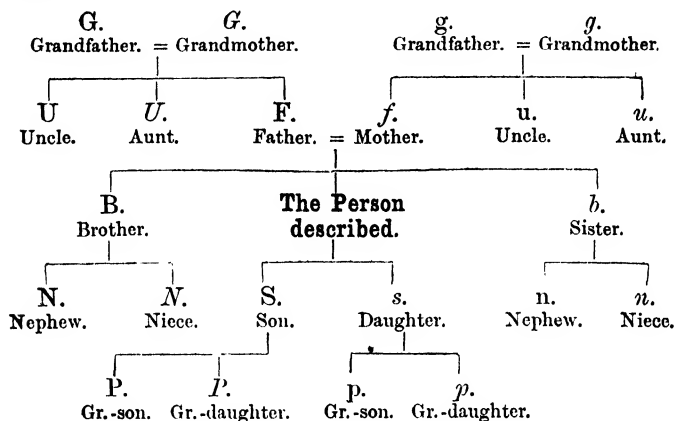 G. G. g. g.
Grandfather. = Grandmother. Grandfather. = Grandmother.
U U. F. f. u. u.
Uncle. Aunt. Father. = Mother. Uncle. Aunt.
B. The Person described. b.
Brother. Sister.
N. N. S. s. n. n.
Nephew. Niece. Son. Daughter. Nephew. Niece.
P. P. p. p.
Gr.-son. Gr.-daughter. Gr.-son. Gr.-daughter.